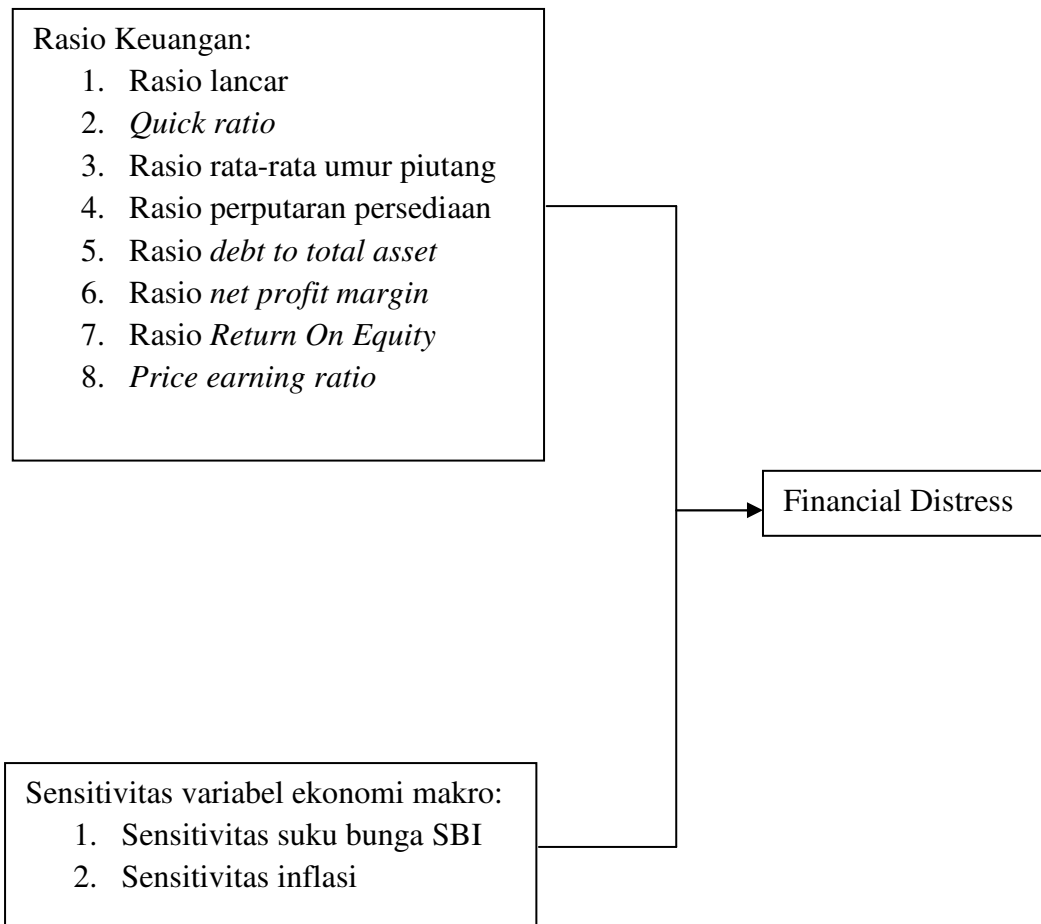 Rasio Keuangan:
1. Rasio lancar
2. Quick ratio
3. Rasio rata-rata umur piutang
4. Rasio perputaran persediaan
5. Rasio debt to total asset
6. Rasio net profit margin
7. Rasio Return On Equity
8. Price earning ratio
Financial Distress
Sensitivitas variabel ekonomi makro:
1. Sensitivitas suku bunga SBI
2. Sensitivitas inflasi